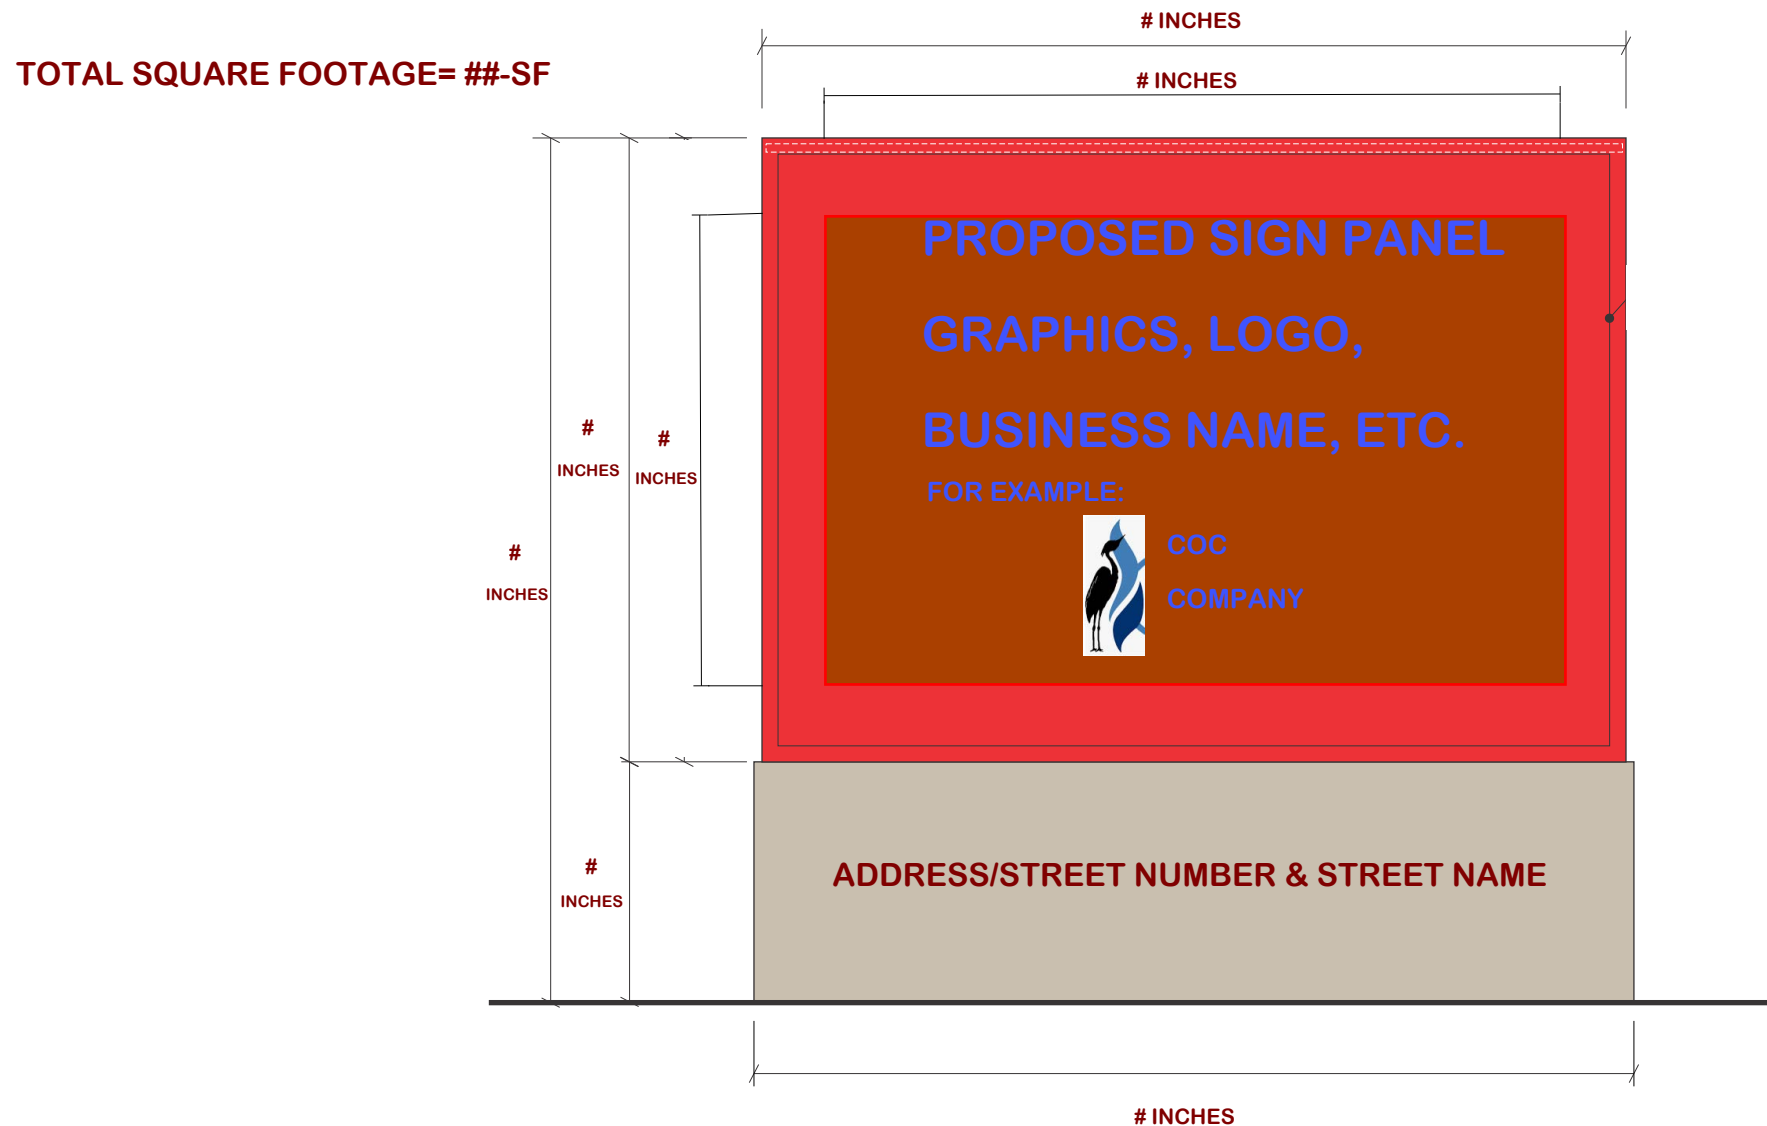 # INCHES
TOTAL SQUARE FOOTAGE= ##-SF
# INCHES
PROPOSED SIGN PANEL
GRAPHICS, LOGO,
BUSINESS NAME, ETC.
FOR EXAMPLE:
COC
COMPANY
#
INCHES
#
INCHES
#
INCHES
ADDRESS/STREET NUMBER & STREET NAME
#
INCHES
# INCHES